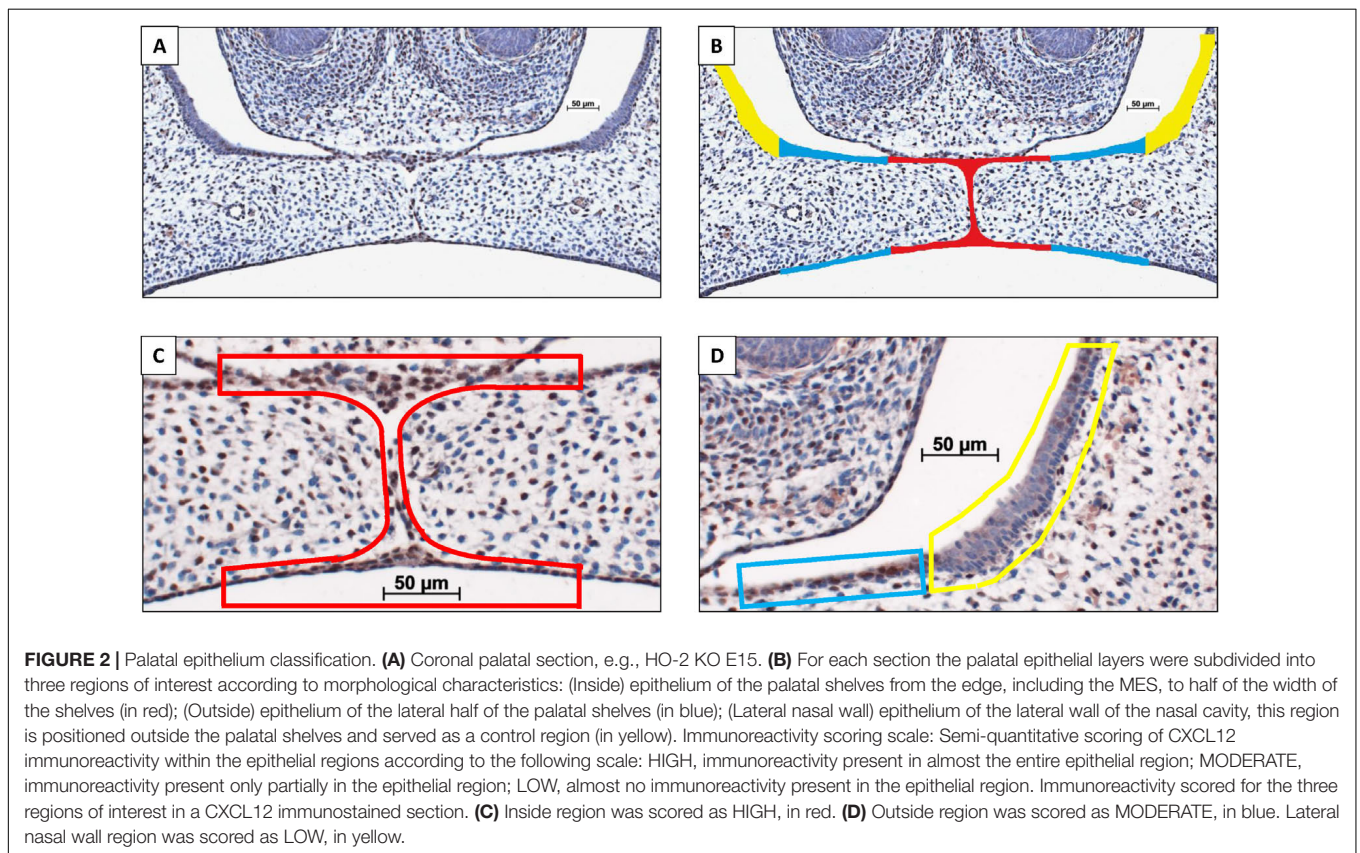 A
50 µm
B
50 µm
C
50 µm
D
50 µm
FIGURE 2 | Palatal epithelium classification. (A) Coronal palatal section, e.g., HO-2 KO E15. (B) For each section the palatal epithelial layers were subdivided into
three regions of interest according to morphological characteristics: (Inside) epithelium of the palatal shelves from the edge, including the MES, to half of the width of
the shelves (in red); (Outside) epithelium of the lateral half of the palatal shelves (in blue); (Lateral nasal wall) epithelium of the lateral wall of the nasal cavity, this region
is positioned outside the palatal shelves and served as a control region (in yellow). Immunoreactivity scoring scale: Semi-quantitative scoring of CXCL12
immunoreactivity within the epithelial regions according to the following scale: HIGH, immunoreactivity present in almost the entire epithelial region; MODERATE,
immunoreactivity present only partially in the epithelial region; LOW, almost no immunoreactivity present in the epithelial region. Immunoreactivity scored for the three
regions of interest in a CXCL12 immunostained section. (C) Inside region was scored as HIGH, in red. (D) Outside region was scored as MODERATE, in blue. Lateral
nasal wall region was scored as LOW, in yellow.